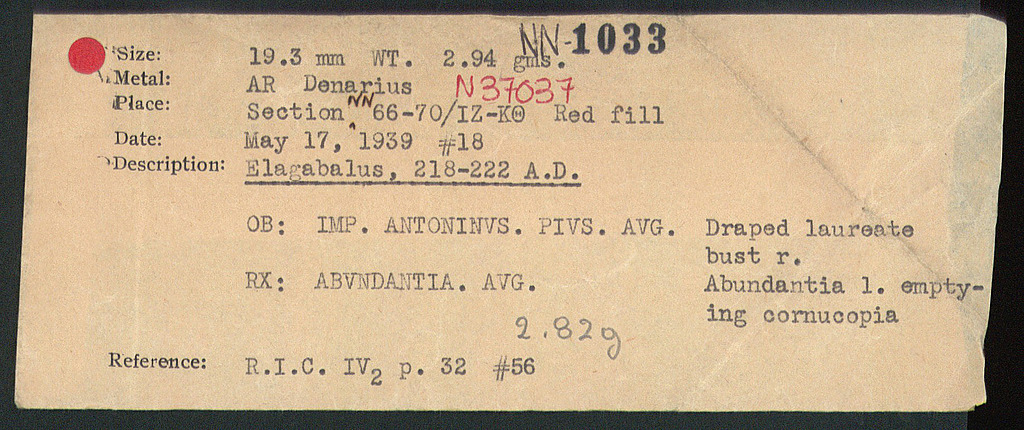 NN-1033
Size: 19.3 mm WT. 2.94 gms.
Metal: AR Denarius N37037
Place: Section NN 66-70/IZ-KΘ Red fill
Date: May 17, 1939 #18
Description: Elagabalus, 218-222 A.D.
OB: IMP. ANTONINVS. PIVS. AVG. Draped laureate
bust r.
RX: ABVNDANTIA. AVG. Abundantia l. empty-
ing cornucopia
2.82g
Reference: R.I.C. IV2 p. 32 #56